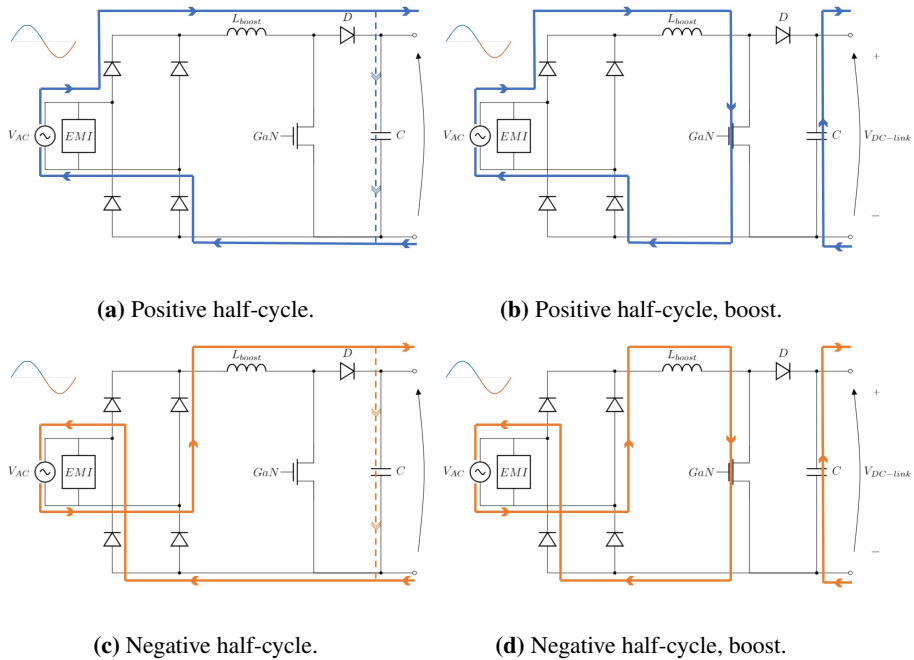 L_boost D
V_AC EMI GaN C
(a) Positive half-cycle.
L_boost D
+
V_AC EMI GaN C V_DC−link
−
(b) Positive half-cycle, boost.
L_boost D
V_AC EMI GaN C
(c) Negative half-cycle.
L_boost D
+
V_AC EMI GaN C V_DC−link
−
(d) Negative half-cycle, boost.